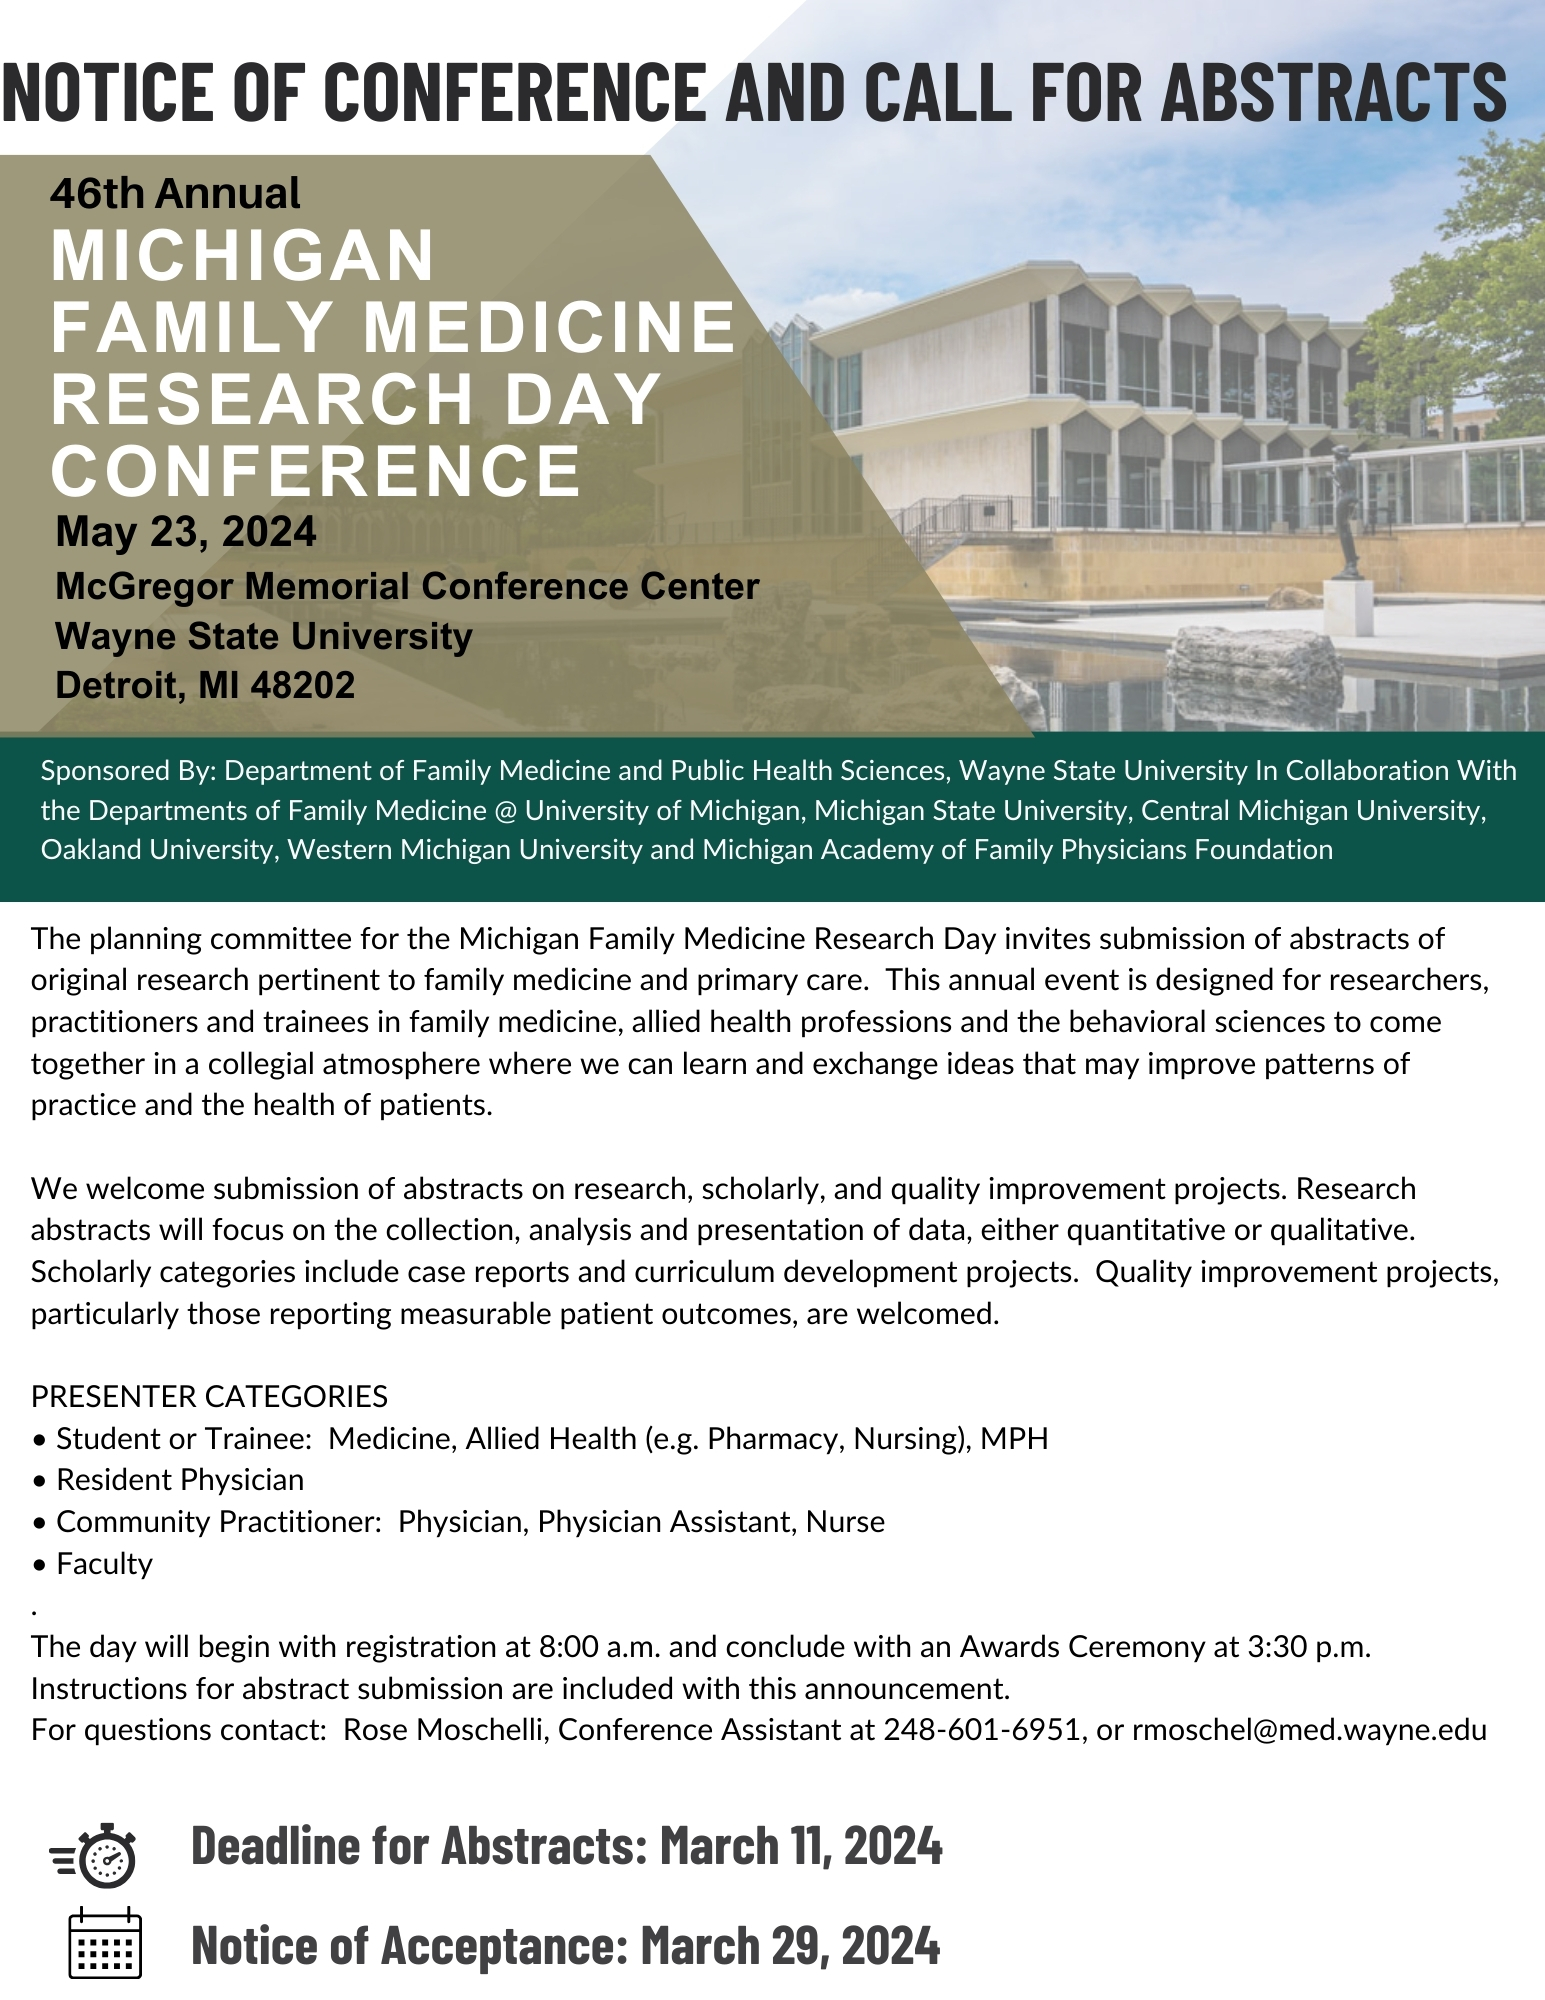 NOTICE OF CONFERENCE AND CALL FOR ABSTRACTS
46th Annual
MICHIGAN
FAMILY MEDICINE
RESEARCH DAY
CONFERENCE
May 23, 2024
McGregor Memorial Conference Center
Wayne State University
Detroit, MI 48202
Sponsored By: Department of Family Medicine and Public Health Sciences, Wayne State University In Collaboration With
the Departments of Family Medicine @ University of Michigan, Michigan State University, Central Michigan University,
Oakland University, Western Michigan University and Michigan Academy of Family Physicians Foundation
The planning committee for the Michigan Family Medicine Research Day invites submission of abstracts of
original research pertinent to family medicine and primary care.  This annual event is designed for researchers,
practitioners and trainees in family medicine, allied health professions and the behavioral sciences to come
together in a collegial atmosphere where we can learn and exchange ideas that may improve patterns of
practice and the health of patients.
We welcome submission of abstracts on research, scholarly, and quality improvement projects. Research
abstracts will focus on the collection, analysis and presentation of data, either quantitative or qualitative.
Scholarly categories include case reports and curriculum development projects.  Quality improvement projects,
particularly those reporting measurable patient outcomes, are welcomed.
PRESENTER CATEGORIES
• Student or Trainee:  Medicine, Allied Health (e.g. Pharmacy, Nursing), MPH
• Resident Physician
• Community Practitioner:  Physician, Physician Assistant, Nurse
• Faculty
.
The day will begin with registration at 8:00 a.m. and conclude with an Awards Ceremony at 3:30 p.m.
Instructions for abstract submission are included with this announcement.
For questions contact:  Rose Moschelli, Conference Assistant at 248-601-6951, or rmoschel@med.wayne.edu
Deadline for Abstracts: March 11, 2024
Notice of Acceptance: March 29, 2024